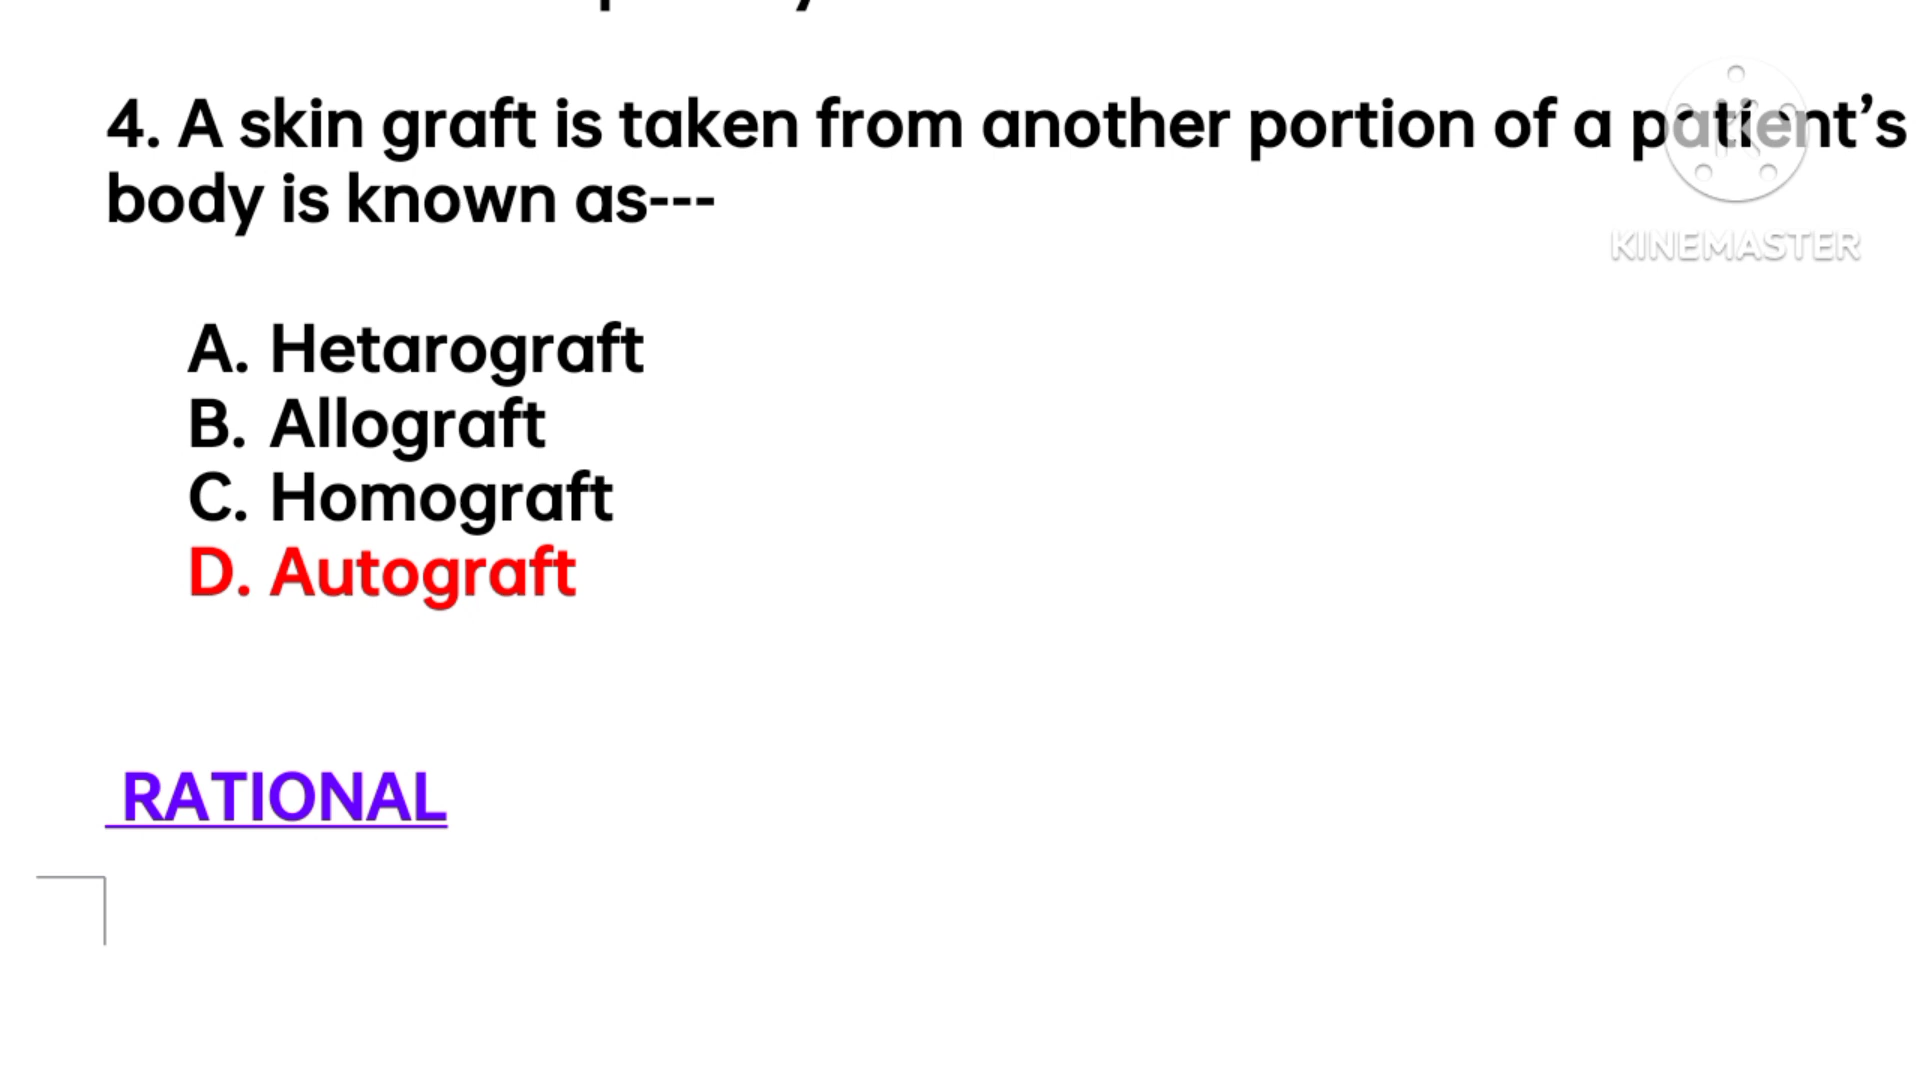 4. A skin graft is taken from another portion of a patient’s
body is known as---
KINEMASTER
A. Hetarograft
B. Allograft
C. Homograft
D. Autograft
RATIONAL